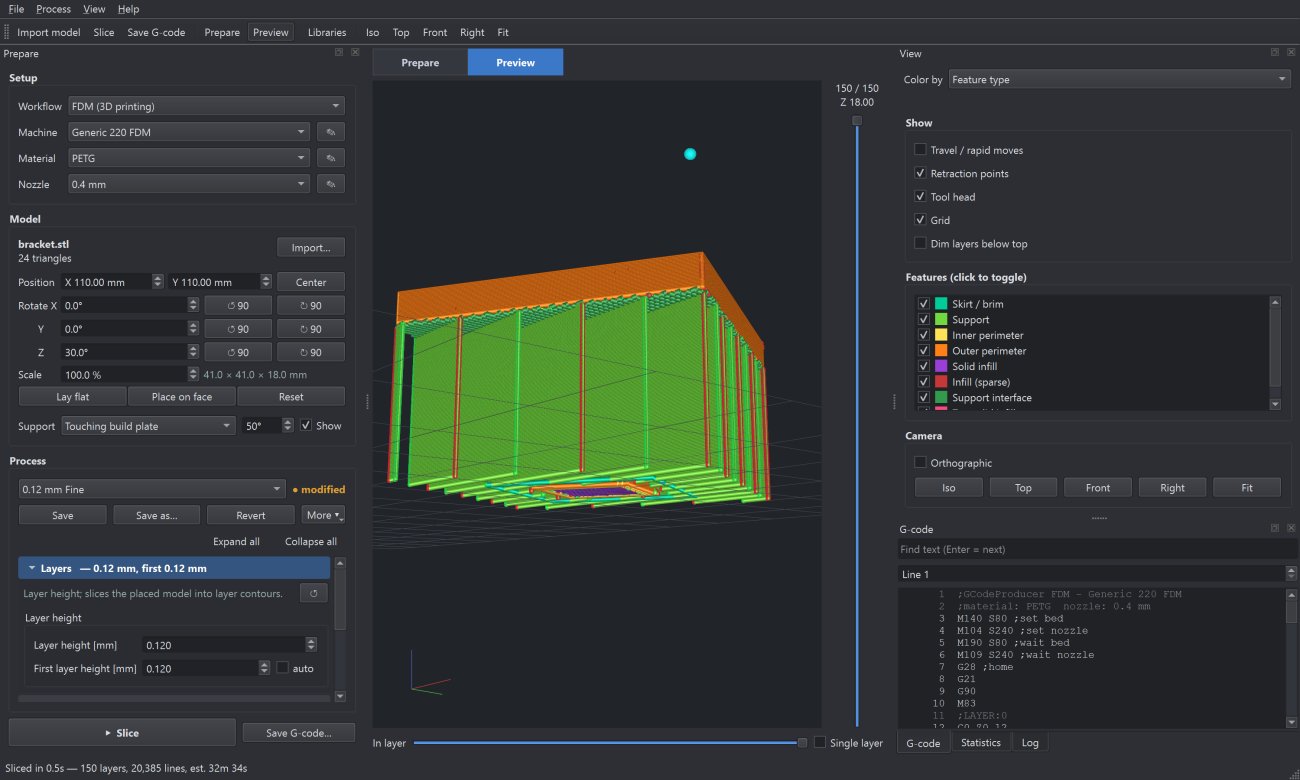 File Process View Help
Import model Slice Save G-code Prepare Preview Libraries Iso Top Front Right Fit
Prepare
Setup
Workflow FDM (3D printing)
Machine Generic 220 FDM
Material PETG
Nozzle 0.4 mm
Model
bracket.stl
24 triangles
Import...
Position X 110.00 mm Y 110.00 mm Center
Rotate X 0.0° ↺ 90 ↻ 90
Y 0.0° ↺ 90 ↻ 90
Z 30.0° ↺ 90 ↻ 90
Scale 100.0 % 41.0 × 41.0 × 18.0 mm
Lay flat Place on face Reset
Support Touching build plate 50° Show
Process
0.12 mm Fine • modified
Save Save as... Revert More
Expand all Collapse all
Layers — 0.12 mm, first 0.12 mm
Layer height; slices the placed model into layer contours.
Layer height
Layer height [mm] 0.120
First layer height [mm] 0.120 auto
Slice Save G-code...
Sliced in 0.5s — 150 layers, 20,385 lines, est. 32m 34s
Prepare Preview
150 / 150
Z 18.00
In layer Single layer
View
Color by Feature type
Show
Travel / rapid moves
Retraction points
Tool head
Grid
Dim layers below top
Features (click to toggle)
Skirt / brim
Support
Inner perimeter
Outer perimeter
Solid infill
Infill (sparse)
Support interface
Camera
Orthographic
Iso Top Front Right Fit
G-code
Find text (Enter = next)
Line 1
1 ;GCodeProducer FDM - Generic 220 FDM
2 ;material: PETG nozzle: 0.4 mm
3 M140 S80 ;set bed
4 M104 S240 ;set nozzle
5 M190 S80 ;wait bed
6 M109 S240 ;wait nozzle
7 G28 ;home
8 G21
9 G90
10 M83
11 ;LAYER:0
G-code Statistics Log